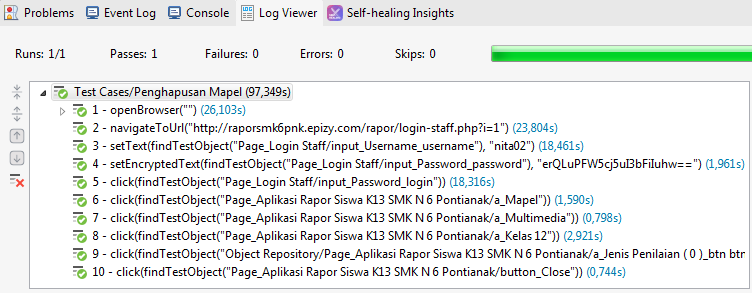 Problems Event Log Console Log Viewer Self-healing Insights
Runs: 1/1 Passes: 1 Failures: 0 Errors: 0 Skips: 0
Test Cases/Penghapusan Mapel (97,349s)
1 - openBrowser("") (26,103s)
2 - navigateToUrl("http://raporsmk6pnk.epizy.com/rapor/login-staff.php?i=1") (23,804s)
3 - setText(findTestObject("Page_Login Staff/input_Username_username"), "nita02") (18,461s)
4 - setEncryptedText(findTestObject("Page_Login Staff/input_Password_password"), "erQLuPFW5cj5uI3bFiIuhw==") (1,961s)
5 - click(findTestObject("Page_Login Staff/input_Password_login")) (18,316s)
6 - click(findTestObject("Page_Aplikasi Rapor Siswa K13 SMK N 6 Pontianak/a_Mapel")) (1,590s)
7 - click(findTestObject("Page_Aplikasi Rapor Siswa K13 SMK N 6 Pontianak/a_Multimedia")) (0,798s)
8 - click(findTestObject("Page_Aplikasi Rapor Siswa K13 SMK N 6 Pontianak/a_Kelas 12")) (2,921s)
9 - click(findTestObject("Object Repository/Page_Aplikasi Rapor Siswa K13 SMK N 6 Pontianak/a_Jenis Penilaian ( 0 )_btn btr
10 - click(findTestObject("Page_Aplikasi Rapor Siswa K13 SMK N 6 Pontianak/button_Close")) (0,744s)